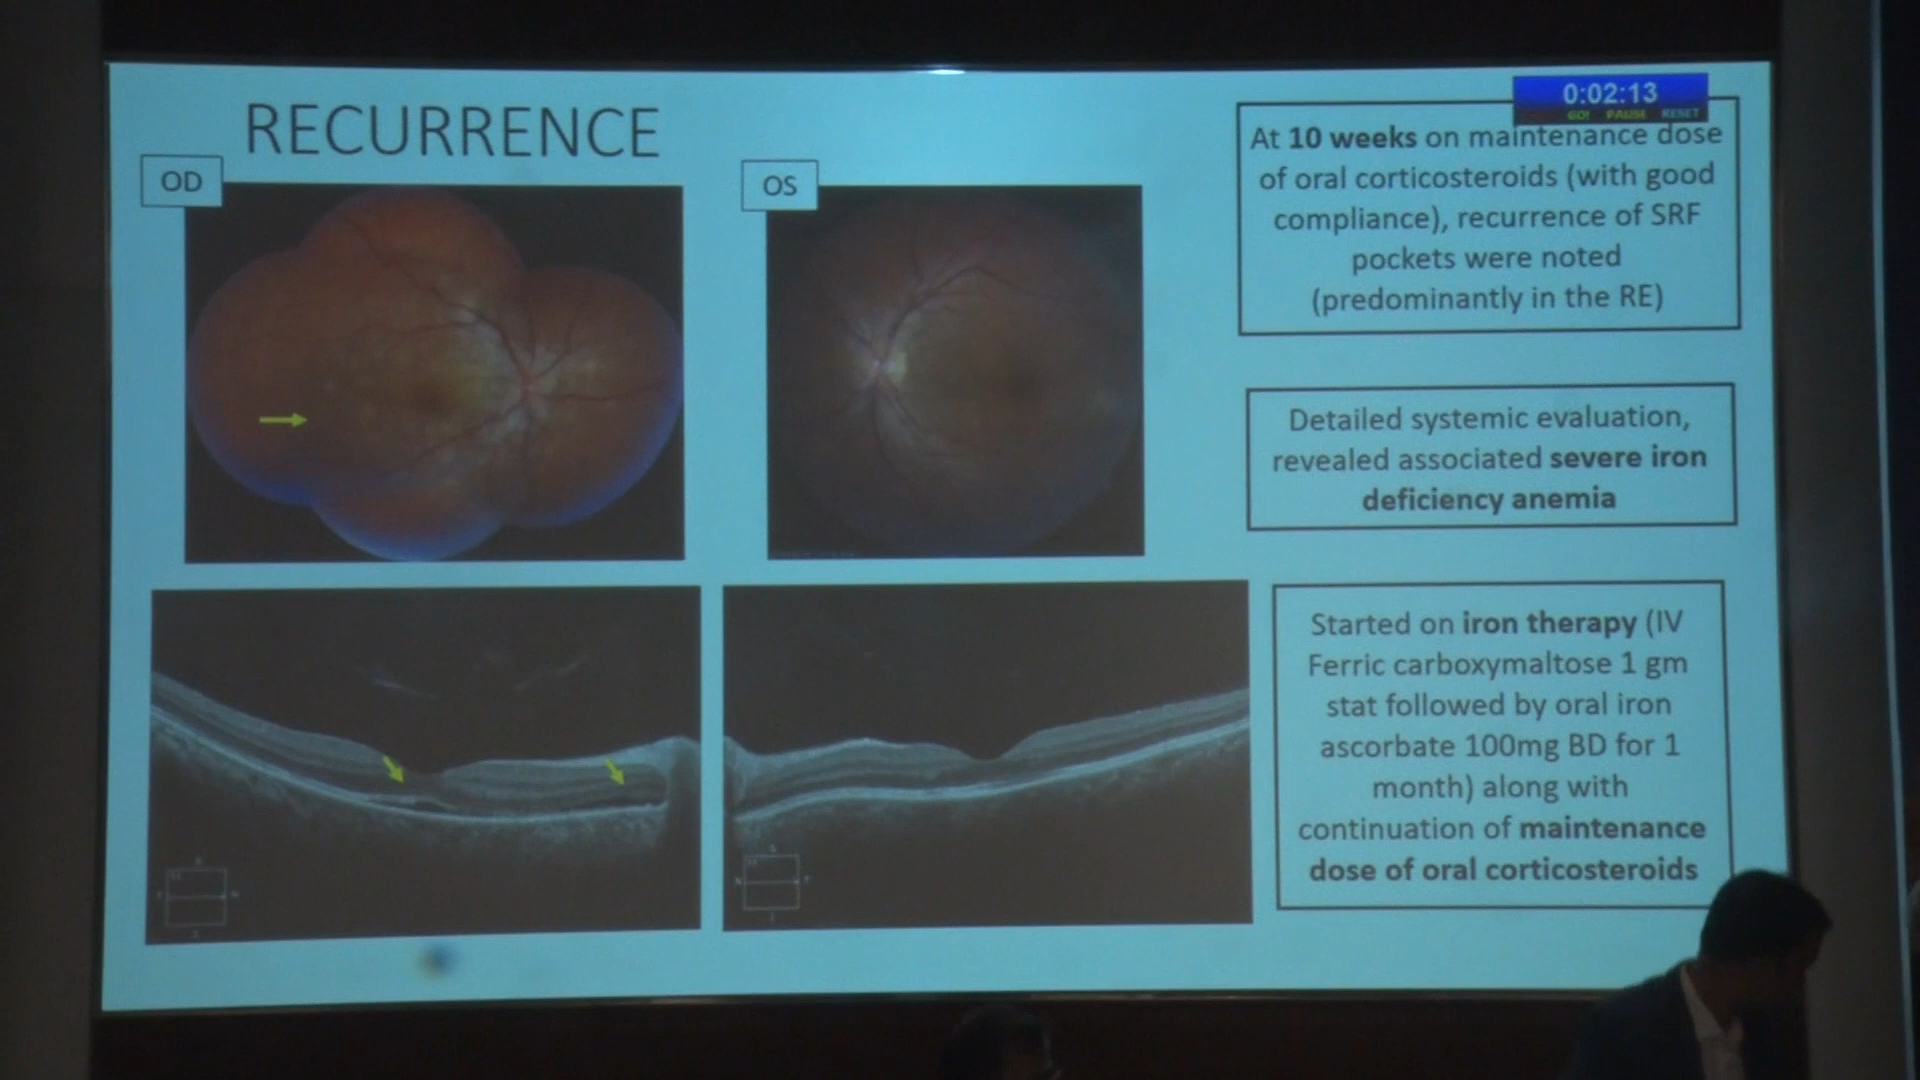 RECURRENCE
OD
OS
0:02:13
GO! PAUSE RESET
At 10 weeks on maintenance dose
of oral corticosteroids (with good
compliance), recurrence of SRF
pockets were noted
(predominantly in the RE)
Detailed systemic evaluation,
revealed associated severe iron
deficiency anemia
Started on iron therapy (IV
Ferric carboxymaltose 1 gm
stat followed by oral iron
ascorbate 100mg BD for 1
month) along with
continuation of maintenance
dose of oral corticosteroids